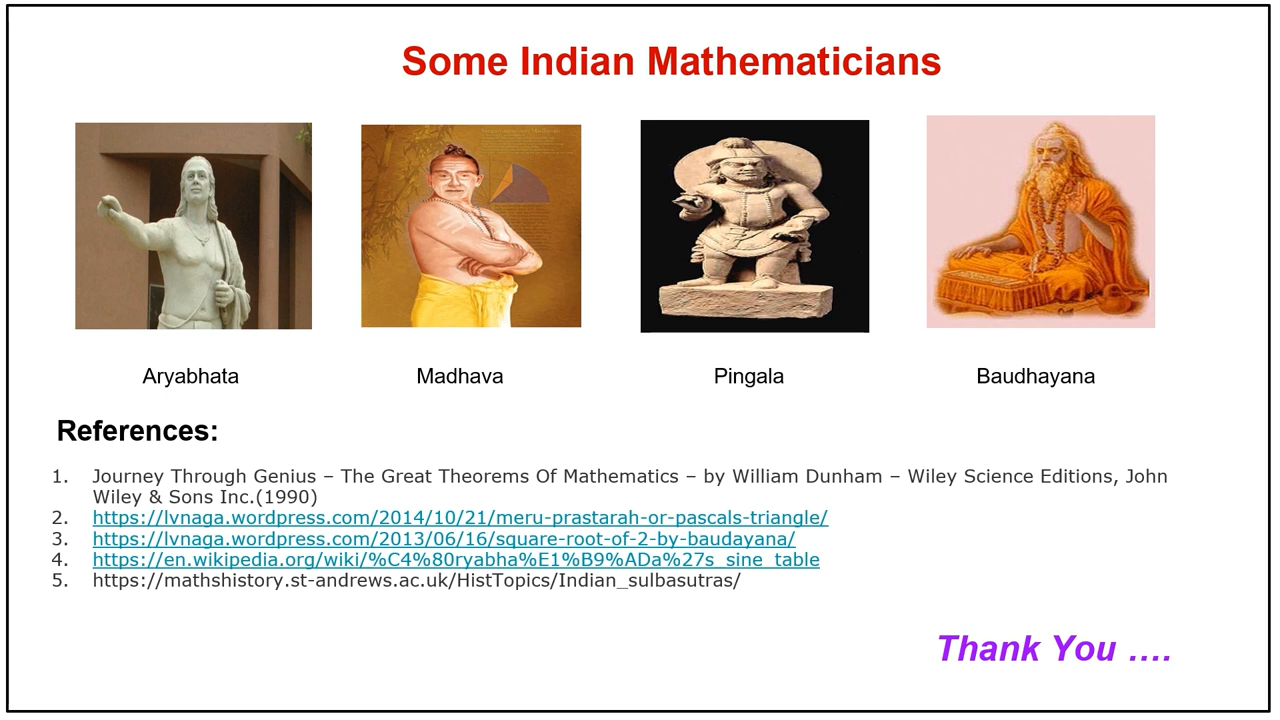 Some Indian Mathematicians
Aryabhata
Madhava
Pingala
Baudhayana
References:
1. Journey Through Genius – The Great Theorems Of Mathematics – by William Dunham – Wiley Science Editions, John
Wiley & Sons Inc.(1990)
2. https://lvnaga.wordpress.com/2014/10/21/meru-prastarah-or-pascals-triangle/
3. https://lvnaga.wordpress.com/2013/06/16/square-root-of-2-by-baudayana/
4. https://en.wikipedia.org/wiki/%C4%80ryabha%E1%B9%ADa%27s_sine_table
5. https://mathshistory.st-andrews.ac.uk/HistTopics/Indian_sulbasutras/
Thank You ....